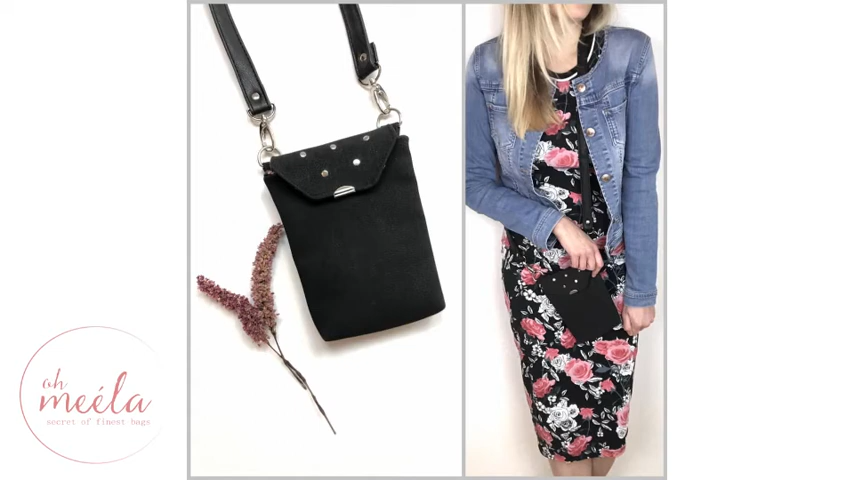 ah
meéla
secret of finest bags